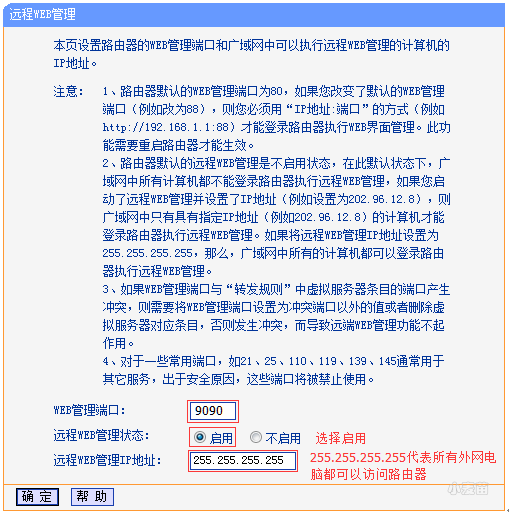 远程WEB管理
本页设置路由器的WEB管理端口和广域网中可以执行远程WEB管理的计算机的
IP地址。
注意： 1、路由器默认的WEB管理端口为80，如果您改变了默认的WEB管理
端口（例如改为88），则您必须用“IP地址:端口”的方式（例如
http://192.168.1.1:88）才能登录路由器执行WEB界面管理。此功
能需要重启路由器才能生效。
2、路由器默认的远程WEB管理是不启用状态，在此默认状态下，广
域网中所有计算机都不能登录路由器执行远程WEB管理，如果您启
动了远程WEB管理并设置了IP地址（例如设置为202.96.12.8），则
广域网中只有具有指定IP地址（例如202.96.12.8）的计算机才能
登录路由器执行远程WEB管理。如果将远程WEB管理IP地址设置为
255.255.255.255，那么，广域网中所有的计算机都可以登录路由
器执行远程WEB管理。
3、如果WEB管理端口与“转发规则”中虚拟服务器条目的端口产生
冲突，则需要将WEB管理端口设置为冲突端口以外的值或者删除虚
拟服务器对应条目，否则发生冲突，而导致远端WEB管理功能不起
作用。
4、对于一些常用端口，如21、25、110、119、139、145通常用于
其它服务，出于安全原因，这些端口将被禁止使用。
WEB管理端口： 9090
远程WEB管理状态： 启用 不启用 选择启用
远程WEB管理IP地址： 255.255.255.255 255.255.255.255代表所有外网电
脑都可以访问路由器
确 定 帮 助